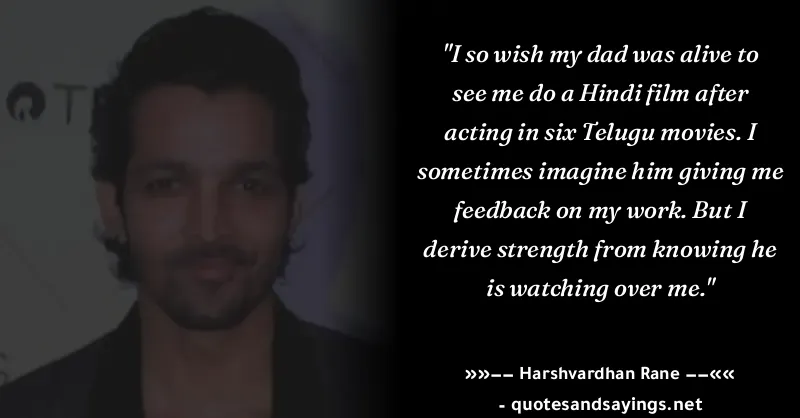 "I so wish my dad was alive to
see me do a Hindi film after
acting in six Telugu movies. I
sometimes imagine him giving me
feedback on my work. But I
derive strength from knowing he
is watching over me."
»»−− Harshvardhan Rane −−««
- quotesandsayings.net